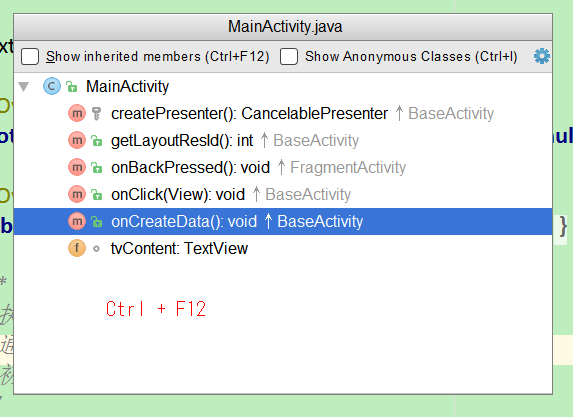 MainActivity.java
Show inherited members (Ctrl+F12) Show Anonymous Classes (Ctrl+I)
C MainActivity
m createPresenter(): CancelablePresenter ↑ BaseActivity
m getLayoutResId(): int ↑ BaseActivity
m onBackPressed(): void ↑ FragmentActivity
m onClick(View): void ↑ BaseActivity
m onCreateData(): void ↑ BaseActivity
}
f tvContent: TextView
Ctrl + F12